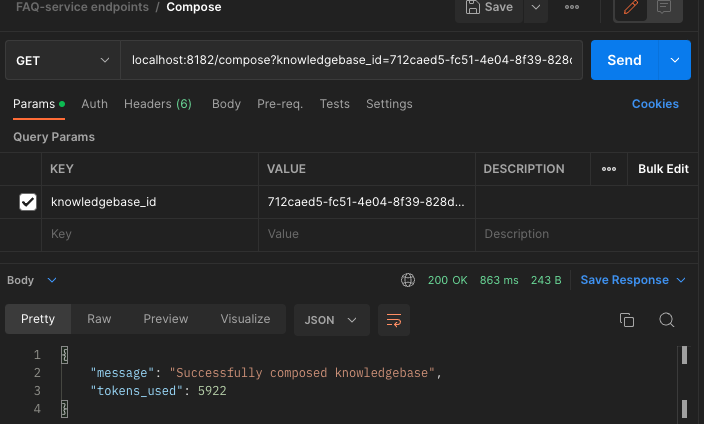 FAQ-service endpoints / Compose
Save
GET
localhost:8182/compose?knowledgebase_id=712caed5-fc51-4e04-8f39-828d
Send
Params Auth Headers (6) Body Pre-req. Tests Settings
Cookies
Query Params
KEY VALUE DESCRIPTION ooo Bulk Edit
knowledgebase_id 712caed5-fc51-4e04-8f39-828d...
Key Value Description
Body 200 OK 863 ms 243 B Save Response
Pretty Raw Preview Visualize JSON
1 {
2 "message": "Successfully composed knowledgebase",
3 "tokens_used": 5922
4 }